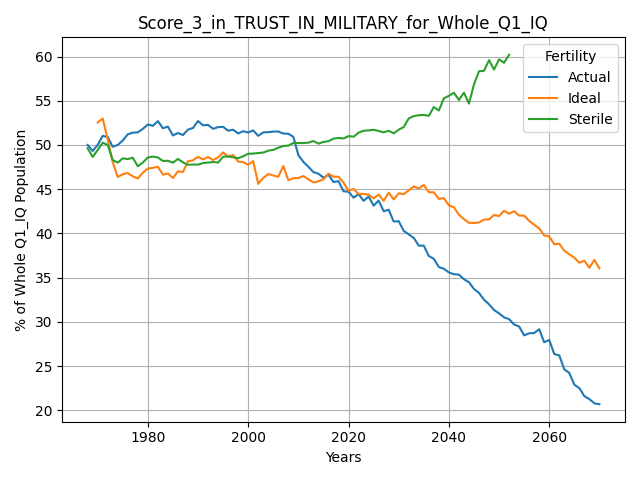 Score_3_in_TRUST_IN_MILITARY_for_Whole_Q1_IQ
% of Whole Q1_IQ Population
60
55
50
45
40
35
30
25
20
Fertility
Actual
Ideal
Sterile
1980
2000
2020
2040
2060
Years